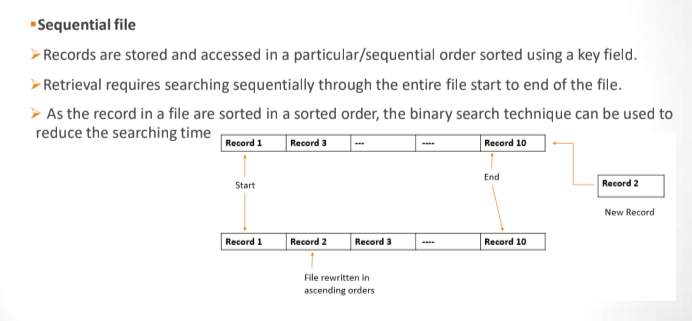 ▪Sequential file
➢Records are stored and accessed in a particular/sequential order sorted using a key field.
➢Retrieval requires searching sequentially through the entire file start to end of the file.
➢ As the record in a file are sorted in a sorted order, the binary search technique can be used to
reduce the searching time
Record 1 Record 3 --- ---- Record 10
End
Start
Record 2
New Record
Record 1 Record 2 Record 3 ---- Record 10
File rewritten in
ascending orders